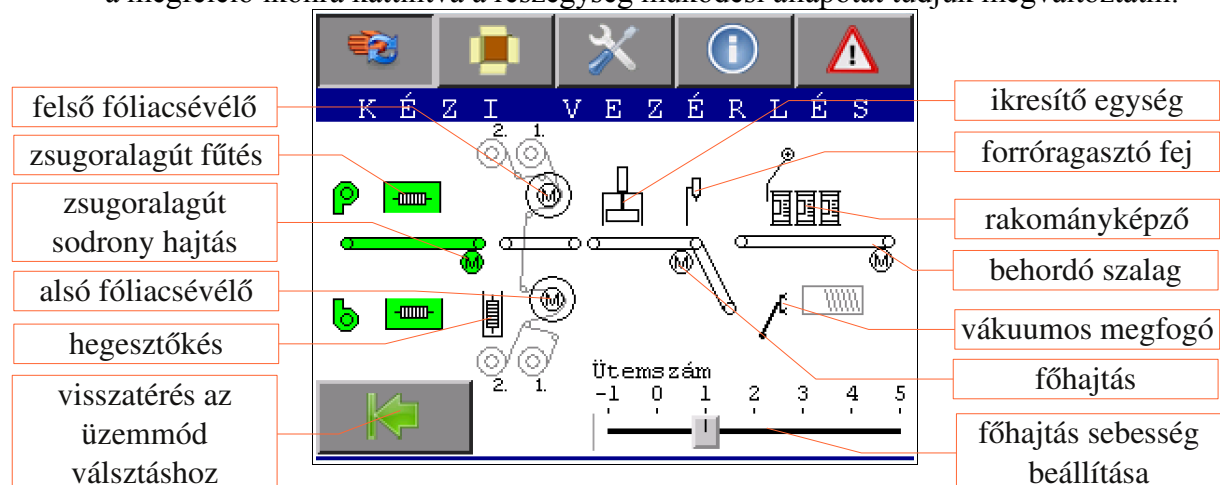 a megfelelő ikonra kattintva a részegység működési állapotát tudjuk megváltoztatni.
KÉZI VEZÉRLÉS
felső fóliacsévélő
zsugoralagút fűtés
zsugoralagút
sodrony hajtás
alsó fóliacsévélő
hegesztőkés
visszatérés az
üzemmód
válsztáshoz
2. 1.
M
M
M
M
M
2. 1.
Ütemszám
-1 0 1 2 3 4 5
ikresítő egység
forróragasztó fej
rakományképző
behordó szalag
vákuumos megfogó
főhajtás
főhajtás sebesség
beállítása